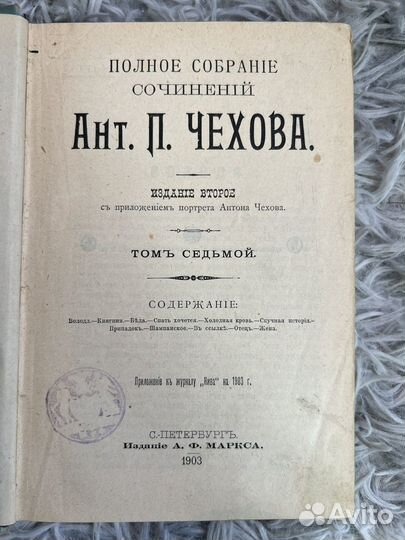 ПОЛНОЕ СОБРАНІЕ
СОЧИНЕНІЙ
АНТ. П. ЧЕХОВА.
ИЗДАНІЕ ВТОРОЕ
съ приложеніемъ портрета Антона Чехова.
ТОМЪ СЕДЬМОЙ.
СОДЕРЖАНІЕ:
Володя.—Княгиня.—Бѣда.—Спать хочется.—Холодная кровь.—Скучная исторія.—
Припадокъ.—Шампанское.—Въ ссылкѣ.—Отецъ.—Жена.
Приложеніе къ журналу „Нива" на 1903 г.
С.-ПЕТЕРБУРГЪ.
Изданіе А. Ф. МАРКСА.
1903
Avito